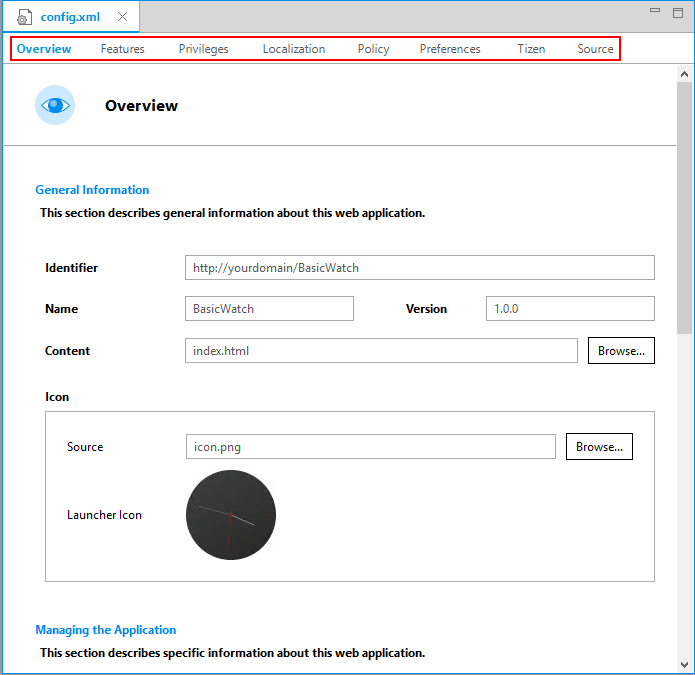 config.xml
Overview Features Privileges Localization Policy Preferences Tizen Source
Overview
General Information
This section describes general information about this web application.
Identifier http://yourdomain/BasicWatch
Name BasicWatch Version 1.0.0
Content index.html Browse...
Icon
Source icon.png Browse...
Launcher Icon
Managing the Application
This section describes specific information about this web application.